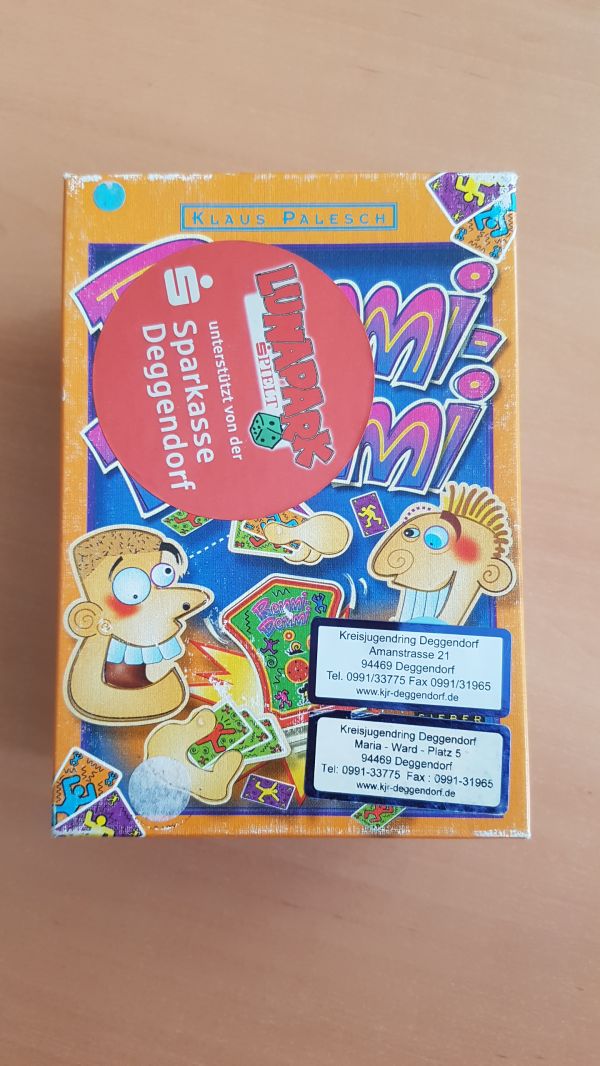 KLAUS PALESCH
LUNAPARK
SPIELT
unterstützt von der
Sparkasse
Deggendorf
Remmi-
Demmi
Kreisjugendring Deggendorf
Amanstrasse 21
94469 Deggendorf
Tel. 0991/33775 Fax 0991/31965
www.kjr-deggendorf.de
Kreisjugendring Deggendorf
Maria - Ward - Platz 5
94469 Deggendorf
Tel: 0991-33775 Fax : 0991-31965
www.kjr-deggendorf.de